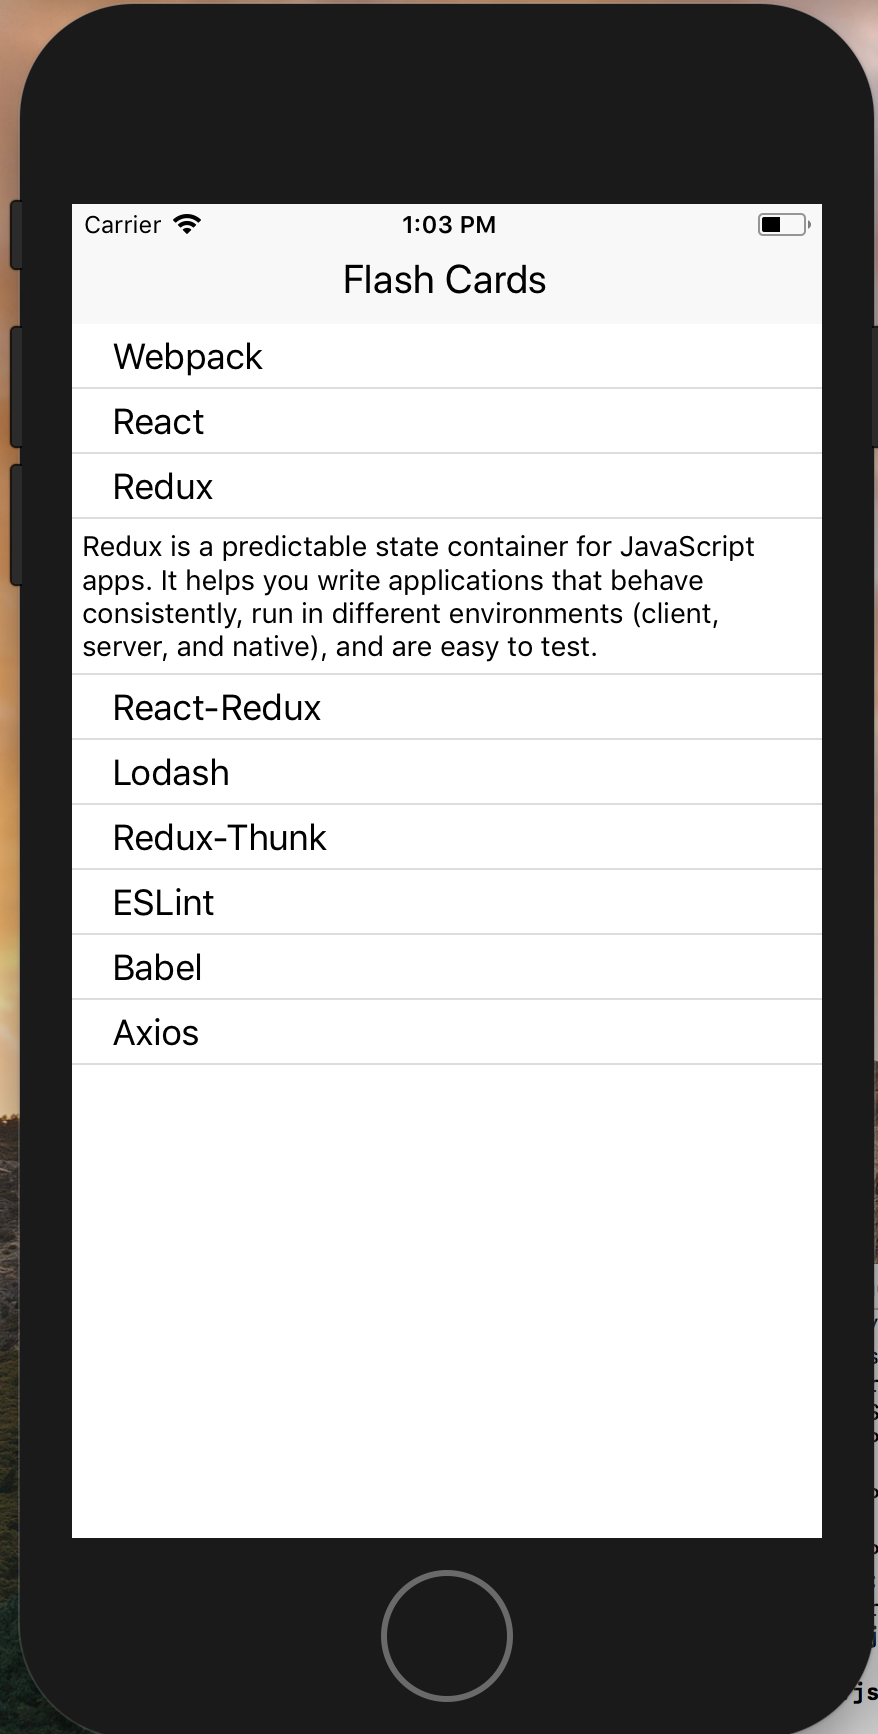 Carrier 1:03 PM
Flash Cards
Webpack
React
Redux
Redux is a predictable state container for JavaScript
apps. It helps you write applications that behave
consistently, run in different environments (client,
server, and native), and are easy to test.
React-Redux
Lodash
Redux-Thunk
ESLint
Babel
Axios
js